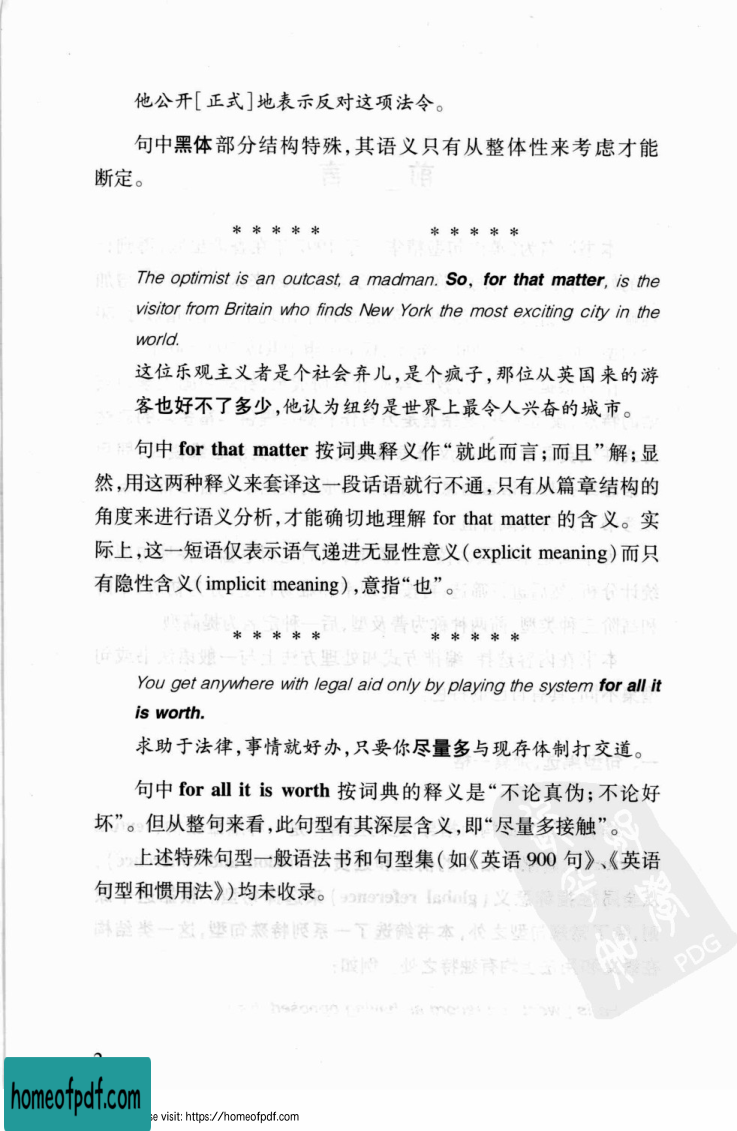 他公开[正式]地表示反对这项法令。
句中黑体部分结构特殊,其语义只有从整体性来考虑才能
断定。
* * * * * * * * * *
The optimist is an outcast, a madman. So, for that matter, is the
visitor from Britain who finds New York the most exciting city in the
world.
这位乐观主义者是个社会弃儿,是个疯子,那位从英国来的游
客也好不了多少,他认为纽约是世界上最令人兴奋的城市。
句中 for that matter 按词典释义作“就此而言;而且”解;显
然,用这两种释义来套译这一段话语就行不通,只有从篇章结构的
角度来进行语义分析,才能确切地理解 for that matter 的含义。实
际上,这一短语仅表示语气递进无显性意义(explicit meaning)而只
有隐性含义(implicit meaning),意指“也”。
* * * * * * * * * *
You get anywhere with legal aid only by playing the system for all it
is worth.
求助于法律,事情就好办,只要你尽量多与现存体制打交道。
句中 for all it is worth 按词典的释义是“不论真伪;不论好
坏”。但从整句来看,此句型有其深层含义,即“尽量多接触”。
上述特殊句型一般语法书和句型集(如《英语 900 句》、《英语
句型和惯用法》)均未收录。
PDG
homeofpdf.com
se visit: https://homeofpdf.com